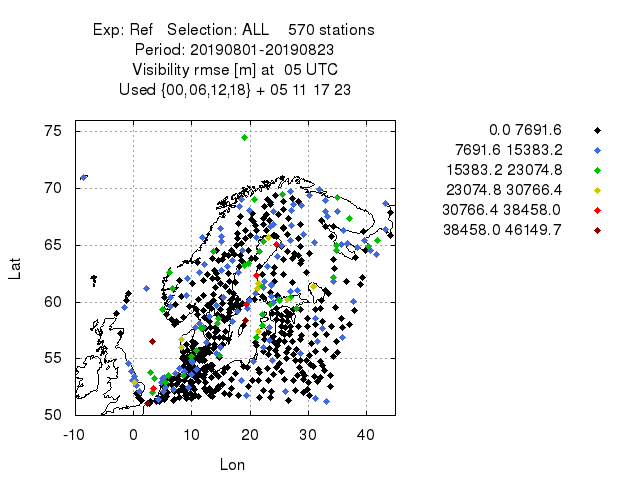 Exp: Ref Selection: ALL 570 stations
Period: 20190801-20190823
Visibility rmse [m] at 05 UTC
Used {00,06,12,18} + 05 11 17 23
0.0 7691.6
7691.6 15383.2
15383.2 23074.8
23074.8 30766.4
30766.4 38458.0
38458.0 46149.7
75
70
65
60
55
50
Lat
-10 0 10 20 30 40
Lon